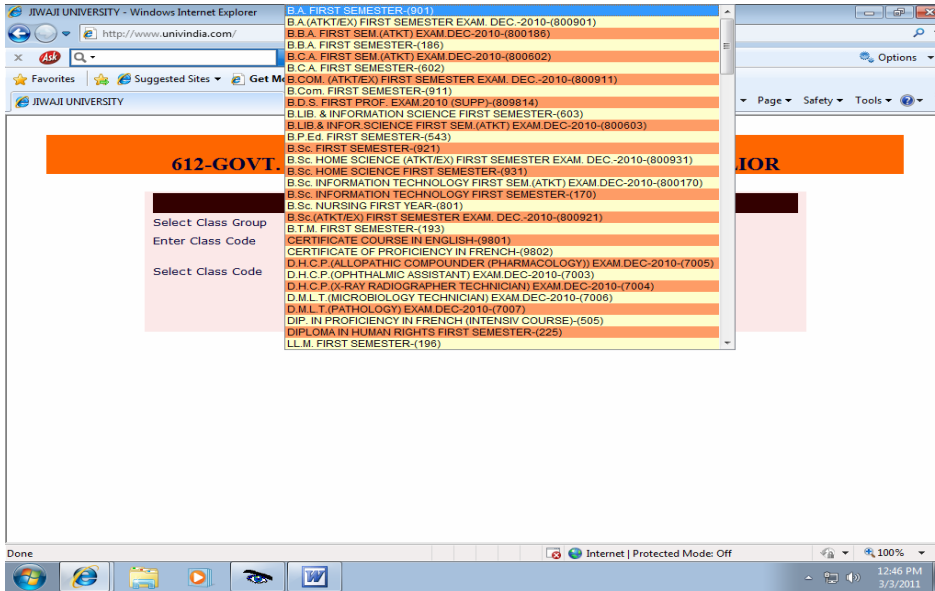 JIWAJI UNIVERSITY - Windows Internet Explorer
http://www.univindia.com/
Ask
Options
Favorites Suggested Sites Get M
JIWAJI UNIVERSITY
Page Safety Tools
612-GOVT. LIOR
Select Class Group
Enter Class Code
Select Class Code
B.A. FIRST SEMESTER-(901)
B.A.(ATKT/EX) FIRST SEMESTER EXAM. DEC.-2010-(800901)
B.B.A. FIRST SEM.(ATKT) EXAM.DEC-2010-(800186)
B.B.A. FIRST SEMESTER-(186)
B.C.A. FIRST SEM.(ATKT) EXAM.DEC-2010-(800602)
B.C.A. FIRST SEMESTER-(602)
B.COM. (ATKT/EX) FIRST SEMESTER EXAM. DEC.-2010-(800911)
B.Com. FIRST SEMESTER-(911)
B.D.S. FIRST PROF. EXAM.2010 (SUPP)-(809814)
B.LIB. & INFORMATION SCIENCE FIRST SEMESTER-(603)
B.LIB.& INFOR.SCIENCE FIRST SEM.(ATKT) EXAM.DEC-2010-(800603)
B.P.Ed. FIRST SEMESTER-(543)
B.Sc. FIRST SEMESTER-(921)
B.Sc. HOME SCIENCE (ATKT/EX) FIRST SEMESTER EXAM. DEC.-2010-(800931)
B.Sc. HOME SCIENCE FIRST SEMESTER-(931)
B.Sc. INFORMATION TECHNOLOGY FIRST SEM.(ATKT) EXAM.DEC-2010-(800170)
B.Sc. INFORMATION TECHNOLOGY FIRST SEMESTER-(170)
B.Sc. NURSING FIRST YEAR-(801)
B.Sc.(ATKT/EX) FIRST SEMESTER EXAM. DEC.-2010-(800921)
B.T.M. FIRST SEMESTER-(193)
CERTIFICATE COURSE IN ENGLISH-(9801)
CERTIFICATE OF PROFICIENCY IN FRENCH-(9802)
D.H.C.P.(ALLOPATHIC COMPOUNDER (PHARMACOLOGY)) EXAM.DEC-2010-(7005)
D.H.C.P.(OPHTHALMIC ASSISTANT) EXAM.DEC-2010-(7003)
D.H.C.P.(X-RAY RADIOGRAPHER TECHNICIAN) EXAM.DEC-2010-(7004)
D.M.L.T.(MICROBIOLOGY TECHNICIAN) EXAM.DEC-2010-(7006)
D.M.L.T.(PATHOLOGY) EXAM.DEC-2010-(7007)
DIP. IN PROFICIENCY IN FRENCH (INTENSIV COURSE)-(505)
DIPLOMA IN HUMAN RIGHTS FIRST SEMESTER-(225)
LL.M. FIRST SEMESTER-(196)
Done Internet | Protected Mode: Off 100%
12:46 PM
3/3/2011